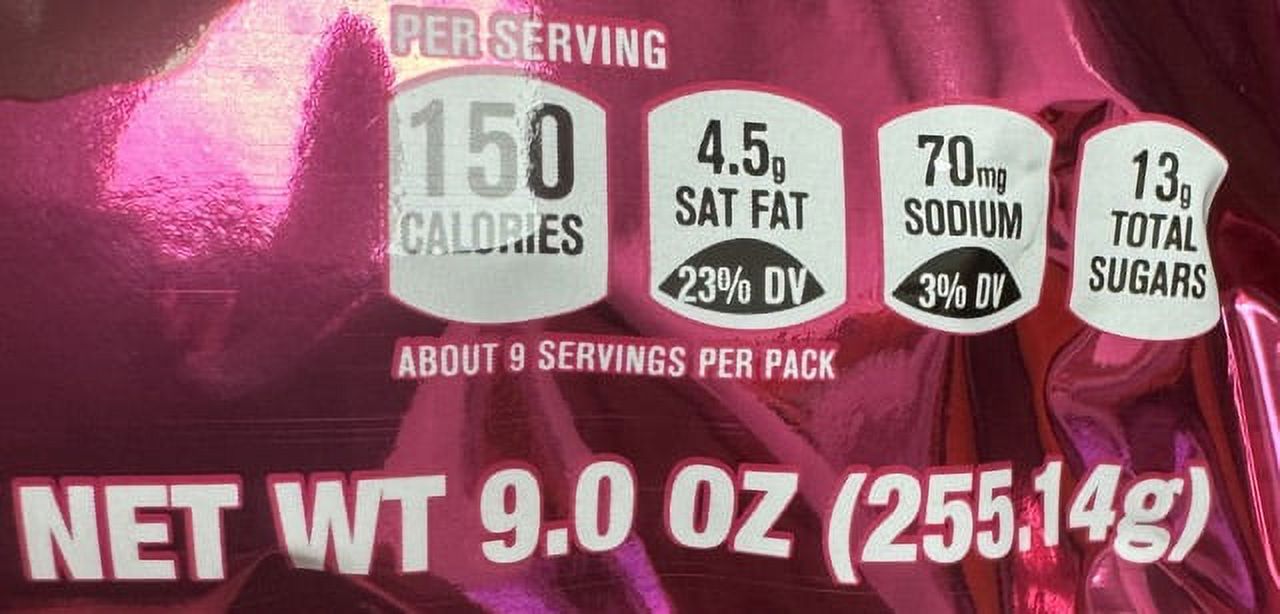 PER SERVING
150
CALORIES
4.5g
SAT FAT
23% DV
70mg
SODIUM
3% DV
13g
TOTAL
SUGARS
ABOUT 9 SERVINGS PER PACK
NET WT 9.0 OZ (255.14g)